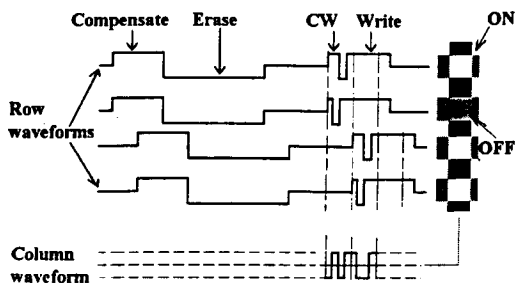 Compensate Erase CW Write ON
Row
waveforms
OFF
Column
waveform